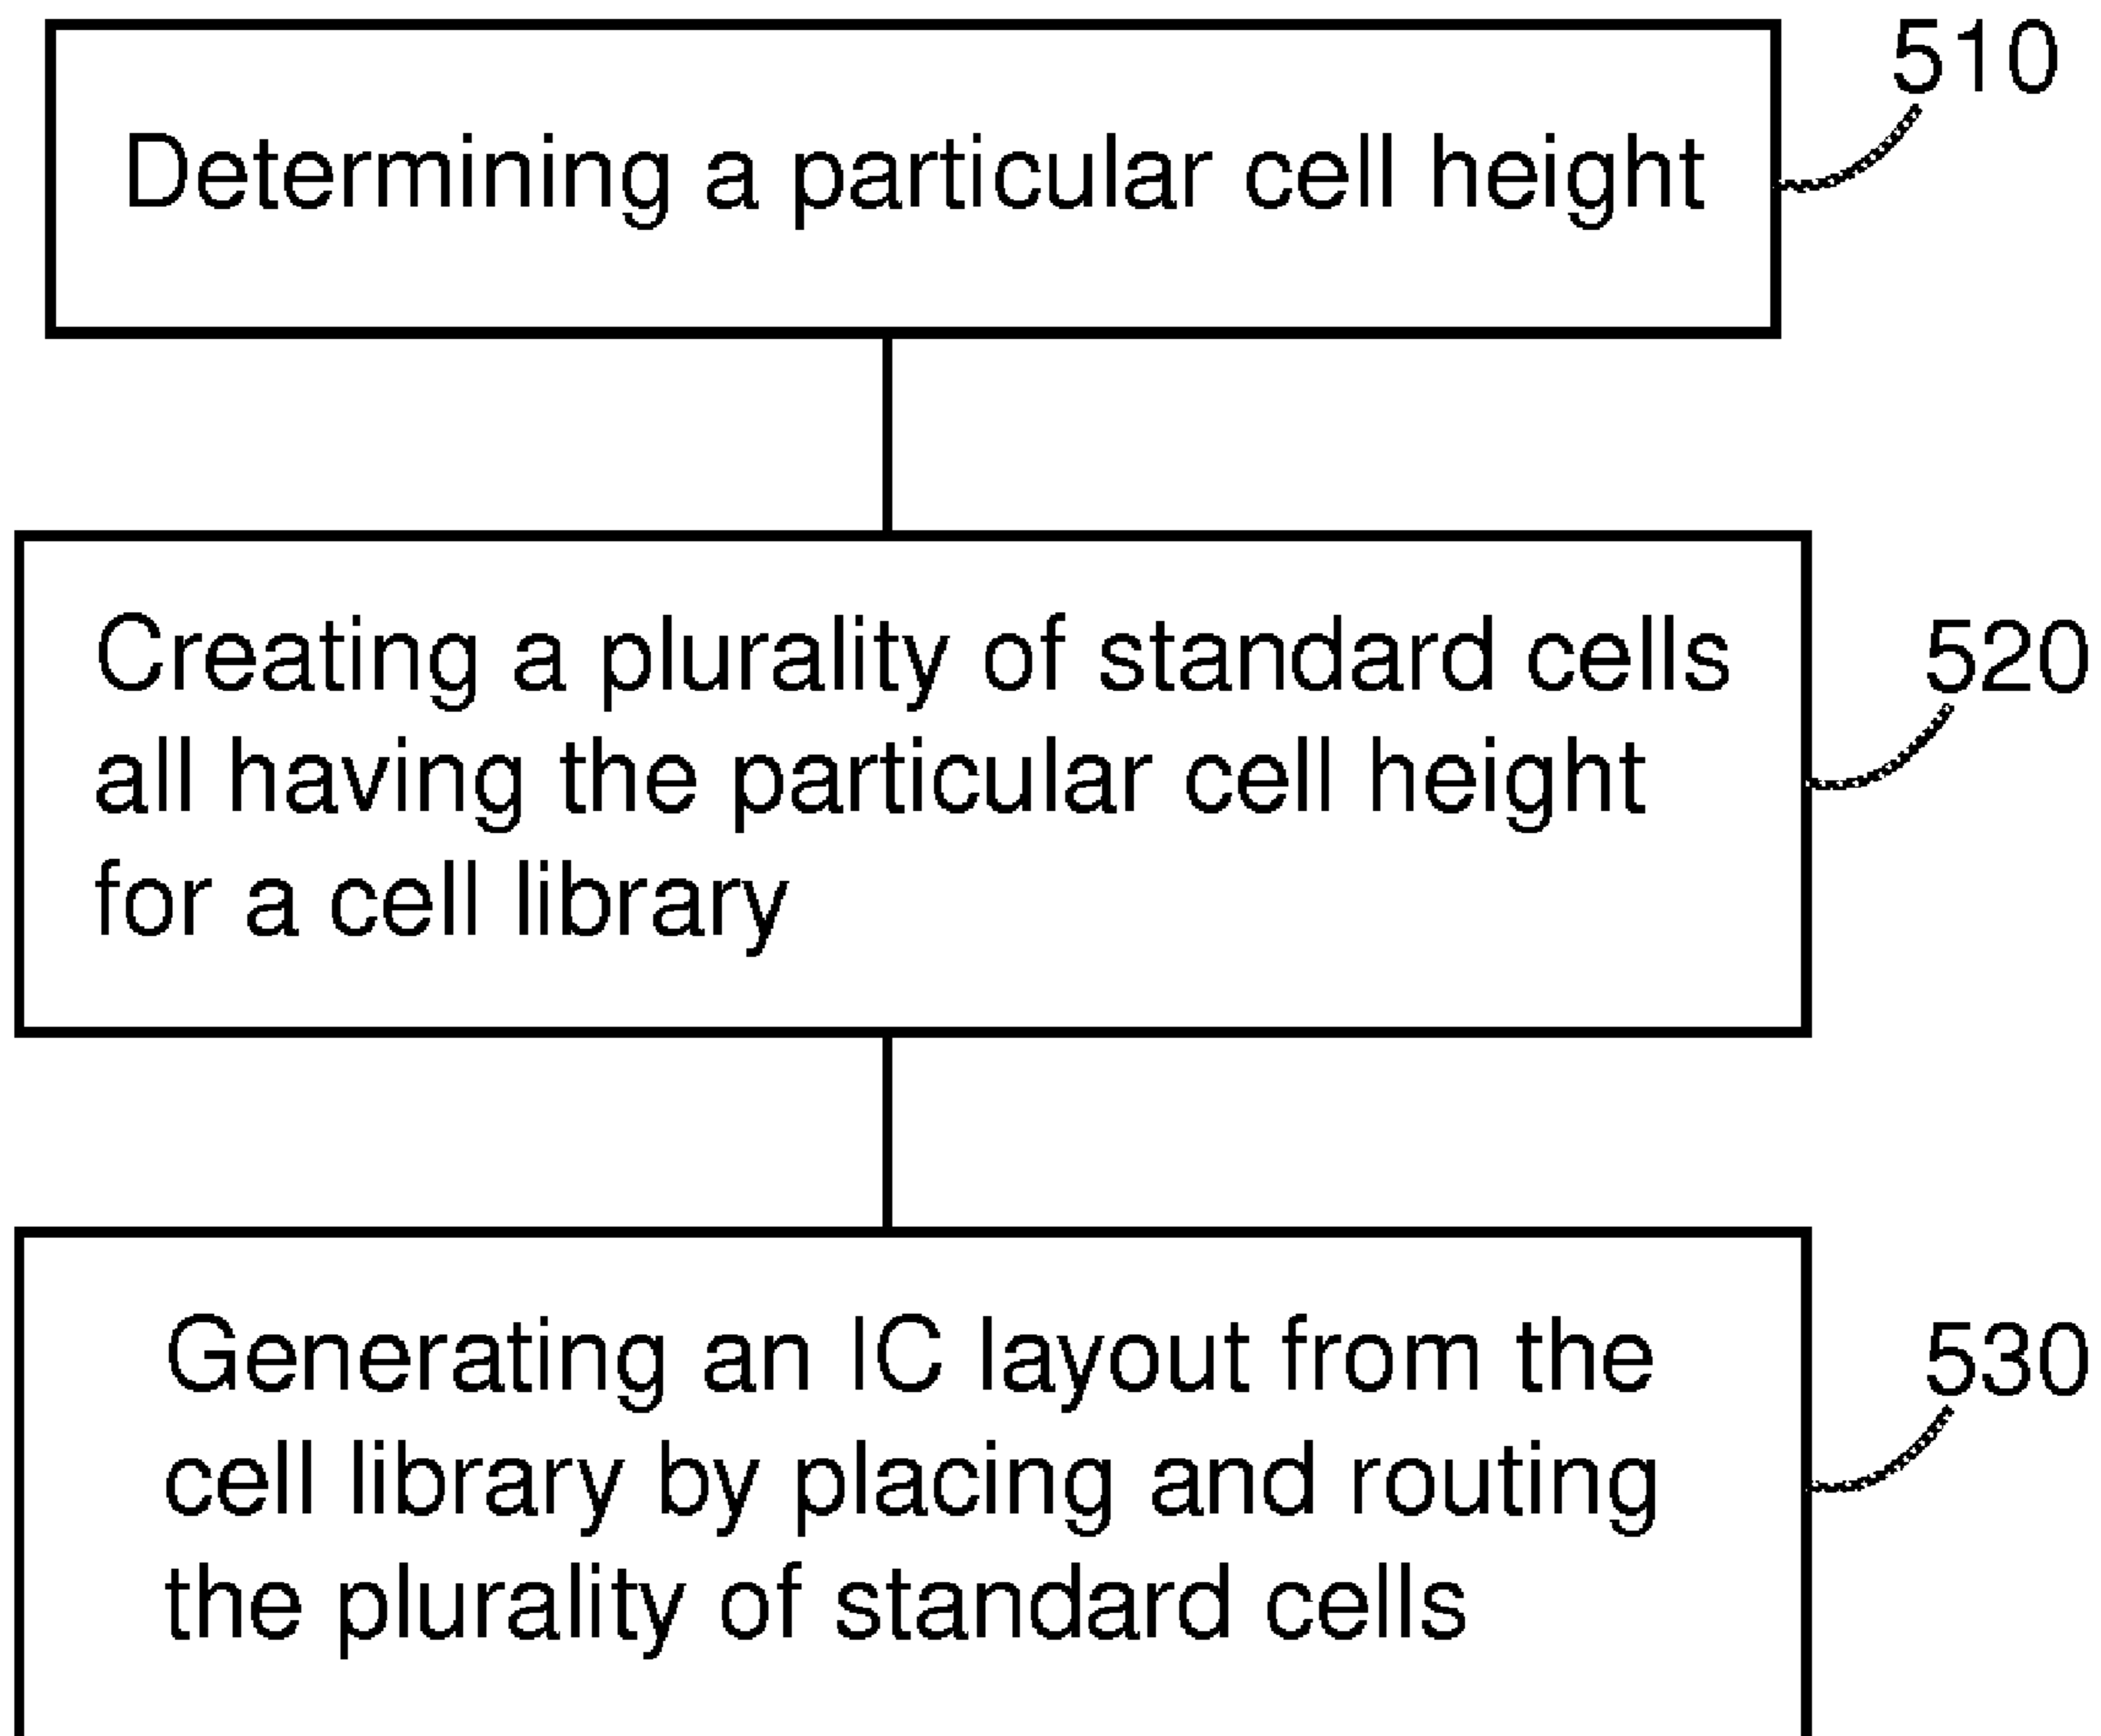 510
Determining a particular cell height
520
Creating a plurality of standard cells
all having the particular cell height
for a cell library
530
Generating an IC layout from the
cell library by placing and routing
the plurality of standard cells